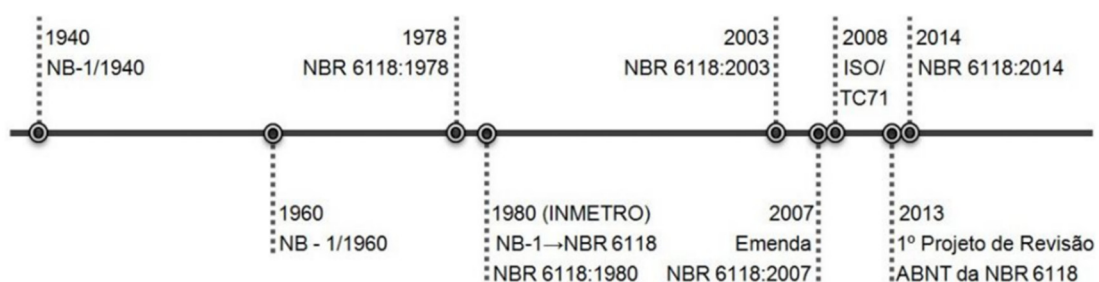 1940
NB-1/1940
1978
NBR 6118:1978
2003
NBR 6118:2003
2008
ISO/
TC71
2014
NBR 6118:2014
1960
NB - 1/1960
1980 (INMETRO)
NB-1→NBR 6118
NBR 6118:1980
2007
Emenda
NBR 6118:2007
2013
1º Projeto de Revisão
ABNT da NBR 6118